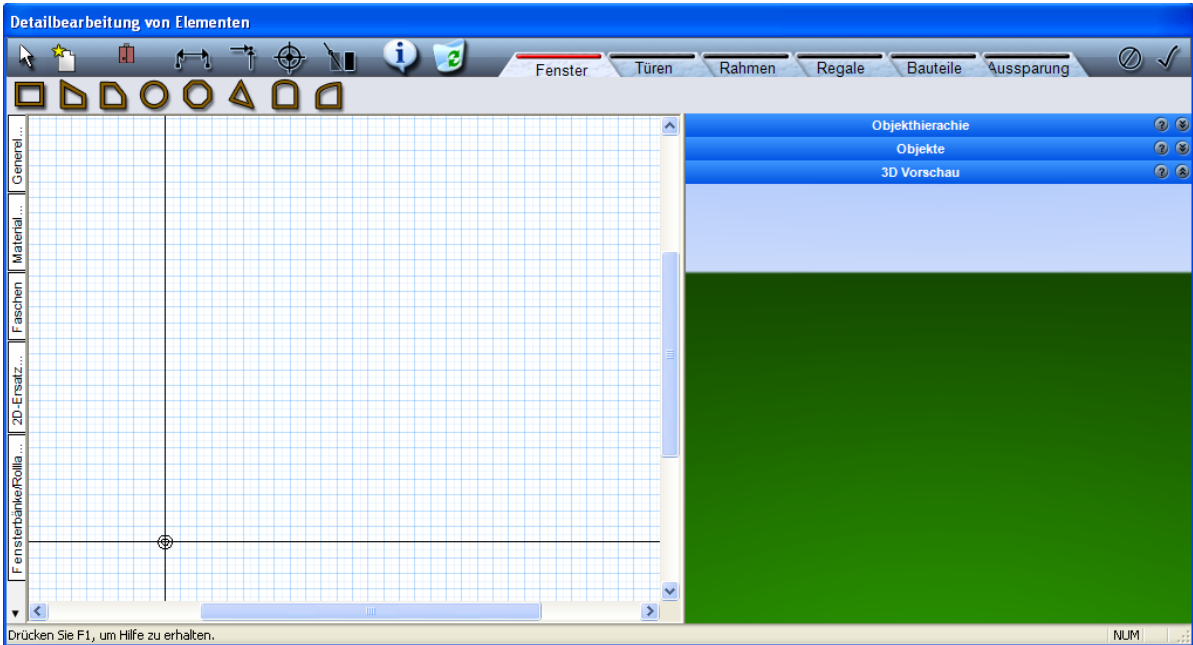 Detailbearbeitung von Elementen
Fenster Türen Rahmen Regale Bauteile Aussparung
Objekthierachie
Objekte
3D Vorschau
Generel...
Material...
Faschen
2D-Ersatz...
Fensterbänke/Rolla...
Drücken Sie F1, um Hilfe zu erhalten.
NUM